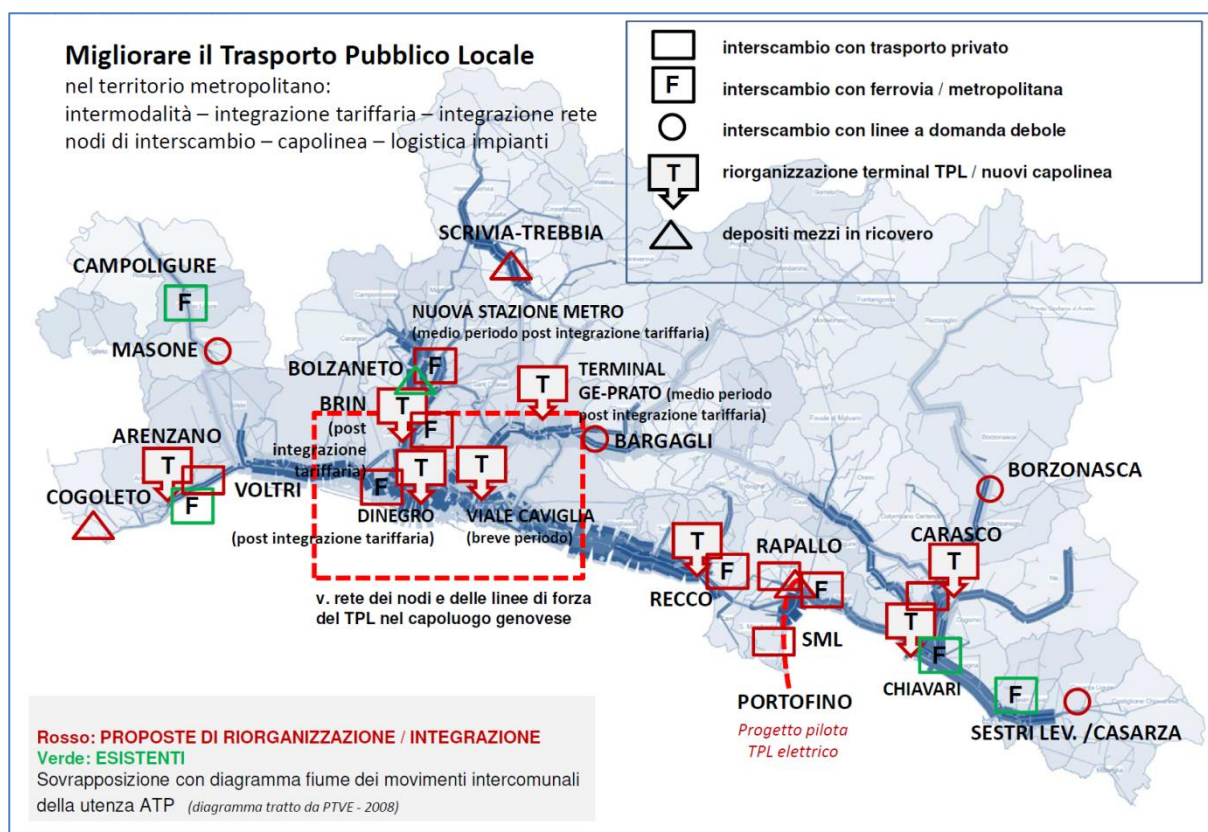 Migliorare il Trasporto Pubblico Locale
nel territorio metropolitano:
intermodalità – integrazione tariffaria – integrazione rete
nodi di interscambio – capolinea – logistica impianti
interscambio con trasporto privato
F
interscambio con ferrovia / metropolitana
interscambio con linee a domanda debole
T
riorganizzazione terminal TPL / nuovi capolinea
depositi mezzi in ricovero
SCRIVIA-TREBBIA
CAMPOLIGURE
F
MASONE
NUOVA STAZIONE METRO
(medio periodo post integrazione tariffaria)
BOLZANETO
F
TERMINAL
GE-PRATO (medio periodo
post integrazione tariffaria)
T
BRIN
(post
integrazione
tariffaria)
T
F
BARGAGLI
ARENZANO
T
F
COGOLETO
VOLTRI
F
T
T
DINEGRO
(post integrazione tariffaria)
VIALE CAVIGLIA
(breve periodo)
BORZONASCA
CARASCO
T
T
F
RECCO
RAPALLO
F
SML
T
F
CHIAVARI
v. rete dei nodi e delle linee di forza
del TPL nel capoluogo genovese
PORTOFINO
Progetto pilota
TPL elettrico
F
SESTRI LEV. /CASARZA
Rosso: PROPOSTE DI RIORGANIZZAZIONE / INTEGRAZIONE
Verde: ESISTENTI
Sovrapposizione con diagramma fiume dei movimenti intercomunali
della utenza ATP (diagramma tratto da PTVE - 2008)